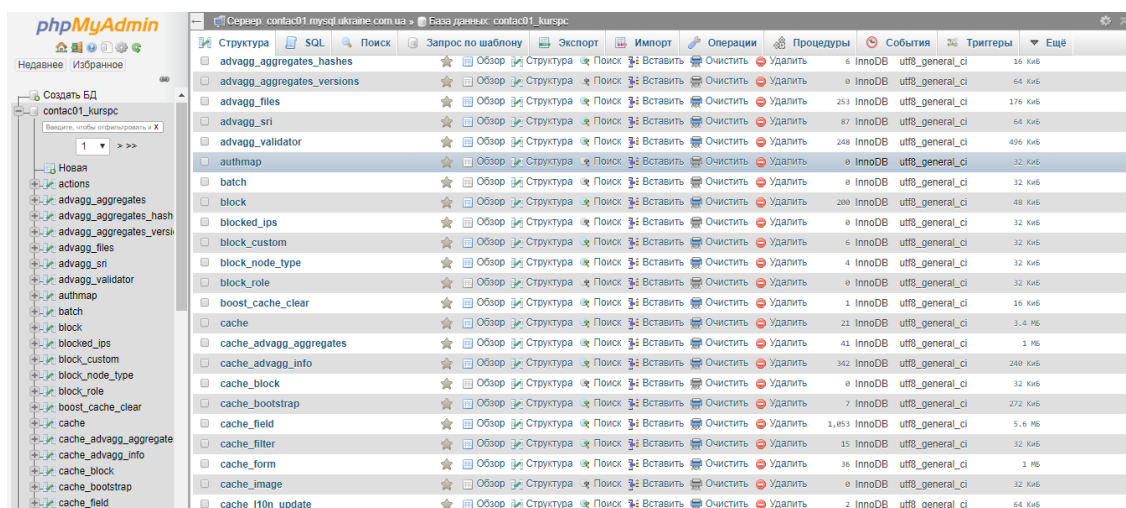 phpMyAdmin
Недавнее Избранное
Создать БД
contac01_kurspc
Введите, чтобы отфильтровать и X
1 > >>
Новая
actions
advagg_aggregates
advagg_aggregates_hash
advagg_aggregates_versi
advagg_files
advagg_sri
advagg_validator
authmap
batch
block
blocked_ips
block_custom
block_node_type
block_role
boost_cache_clear
cache
cache_advagg_aggregate
cache_advagg_info
cache_block
cache_bootstrap
cache_field
Сервер: contac01.mysql.ukraine.com.ua » База данных: contac01_kurspc
Структура SQL Поиск Запрос по шаблону Экспорт Импорт Операции Процедуры События Триггеры Ещё
advagg_aggregates_hashes Обзор Структура Поиск Вставить Очистить Удалить 6 InnoDB utf8_general_ci 16 КиБ
advagg_aggregates_versions Обзор Структура Поиск Вставить Очистить Удалить 0 InnoDB utf8_general_ci 64 КиБ
advagg_files Обзор Структура Поиск Вставить Очистить Удалить 253 InnoDB utf8_general_ci 176 КиБ
advagg_sri Обзор Структура Поиск Вставить Очистить Удалить 87 InnoDB utf8_general_ci 64 КиБ
advagg_validator Обзор Структура Поиск Вставить Очистить Удалить 248 InnoDB utf8_general_ci 496 КиБ
authmap Обзор Структура Поиск Вставить Очистить Удалить 0 InnoDB utf8_general_ci 32 КиБ
batch Обзор Структура Поиск Вставить Очистить Удалить 0 InnoDB utf8_general_ci 32 КиБ
block Обзор Структура Поиск Вставить Очистить Удалить 200 InnoDB utf8_general_ci 48 КиБ
blocked_ips Обзор Структура Поиск Вставить Очистить Удалить 0 InnoDB utf8_general_ci 32 КиБ
block_custom Обзор Структура Поиск Вставить Очистить Удалить 6 InnoDB utf8_general_ci 32 КиБ
block_node_type Обзор Структура Поиск Вставить Очистить Удалить 4 InnoDB utf8_general_ci 32 КиБ
block_role Обзор Структура Поиск Вставить Очистить Удалить 0 InnoDB utf8_general_ci 32 КиБ
boost_cache_clear Обзор Структура Поиск Вставить Очистить Удалить 1 InnoDB utf8_general_ci 16 КиБ
cache Обзор Структура Поиск Вставить Очистить Удалить 21 InnoDB utf8_general_ci 3.4 МБ
cache_advagg_aggregates Обзор Структура Поиск Вставить Очистить Удалить 41 InnoDB utf8_general_ci 1 МБ
cache_advagg_info Обзор Структура Поиск Вставить Очистить Удалить 342 InnoDB utf8_general_ci 240 КиБ
cache_block Обзор Структура Поиск Вставить Очистить Удалить 0 InnoDB utf8_general_ci 32 КиБ
cache_bootstrap Обзор Структура Поиск Вставить Очистить Удалить 7 InnoDB utf8_general_ci 272 КиБ
cache_field Обзор Структура Поиск Вставить Очистить Удалить 1,053 InnoDB utf8_general_ci 5.6 МБ
cache_filter Обзор Структура Поиск Вставить Очистить Удалить 15 InnoDB utf8_general_ci 32 КиБ
cache_form Обзор Структура Поиск Вставить Очистить Удалить 36 InnoDB utf8_general_ci 1 МБ
cache_image Обзор Структура Поиск Вставить Очистить Удалить 0 InnoDB utf8_general_ci 32 КиБ
cache_l10n_update Обзор Структура Поиск Вставить Очистить Удалить 2 InnoDB utf8_general_ci 64 КиБ